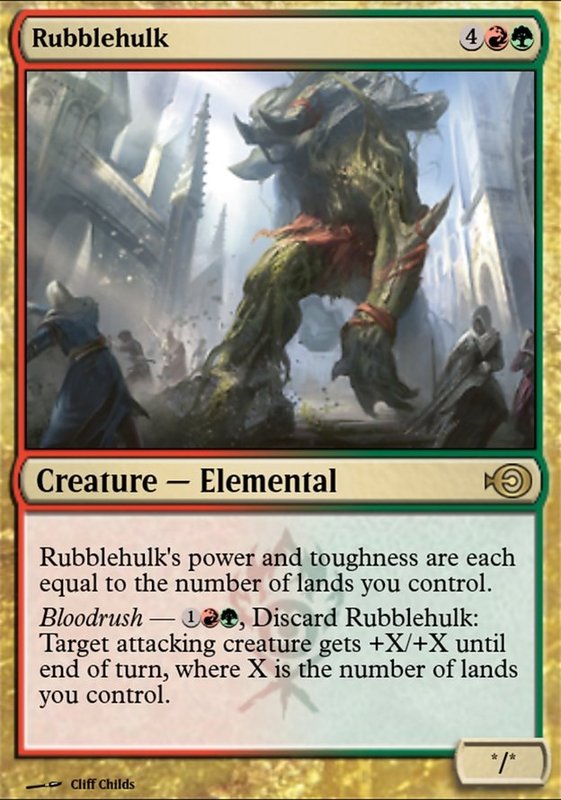 Rubblehulk 4
Creature — Elemental
Rubblehulk's power and toughness are each
equal to the number of lands you control.
Bloodrush — 1, Discard Rubblehulk:
Target attacking creature gets +X/+X until
end of turn, where X is the number of lands
you control.
*/*
Cliff Childs